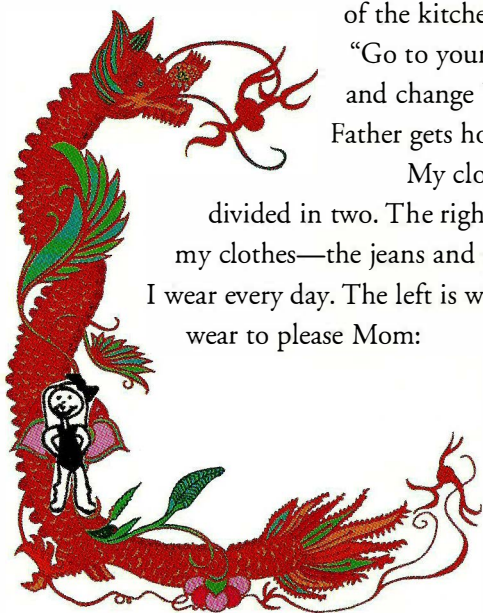 of the kitche
“Go to your
and change
Father gets ho
My clo
divided in two. The righ
my clothes—the jeans and
I wear every day. The left is w
wear to please Mom: